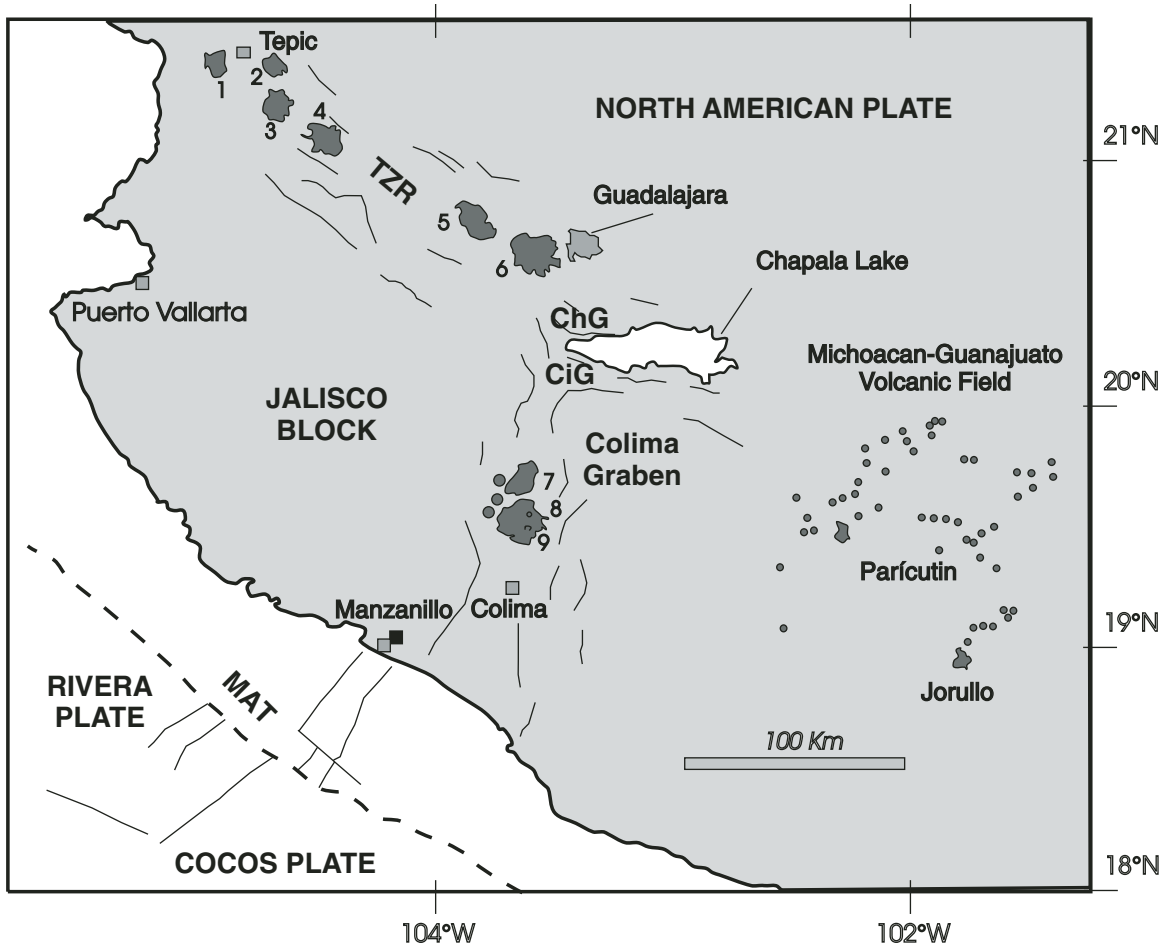 Tepic
1
2
3
4
NORTH AMERICAN PLATE
21°N
TZR
5
6
Guadalajara
Chapala Lake
Puerto Vallarta
ChG
CiG
Michoacan-Guanajuato
Volcanic Field
20°N
JALISCO
BLOCK
Colima
Graben
7
8
9
Parícutin
Manzanillo
Colima
19°N
RIVERA
PLATE
MAT
Jorullo
100 Km
COCOS PLATE
18°N
104°W
102°W